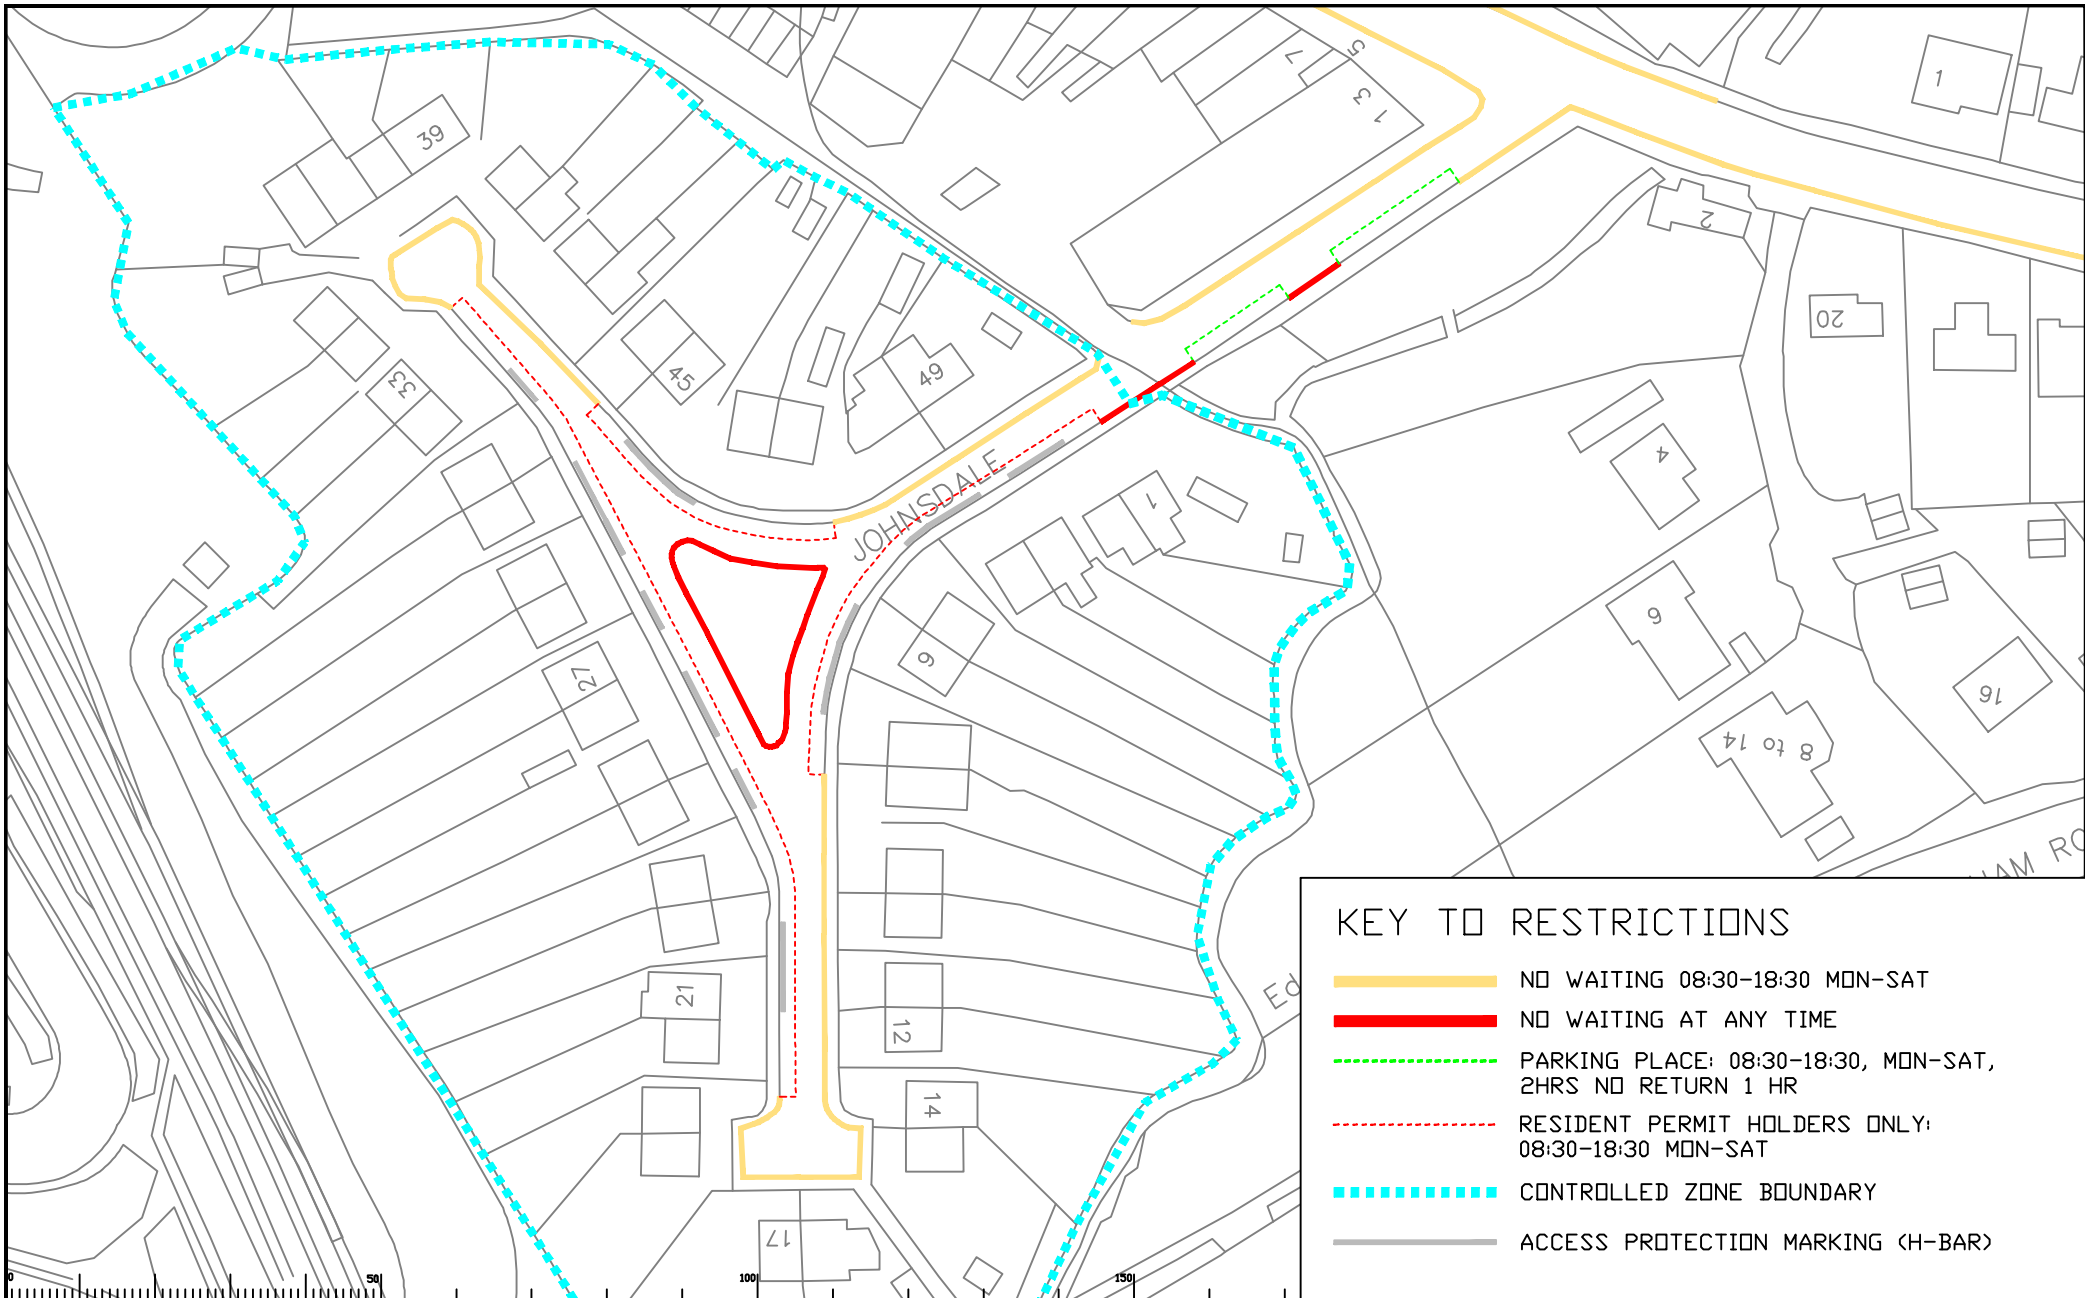 5
7
3
1
1
39
2
20
45
49
33
JOHNSDALE
4
1
6
9
27
16
8 to 14
HAM RO
21
12
Ed
14
17
KEY TO RESTRICTIONS
NO WAITING 08:30-18:30 MON-SAT
NO WAITING AT ANY TIME
PARKING PLACE: 08:30-18:30, MON-SAT,
2HRS NO RETURN 1 HR
RESIDENT PERMIT HOLDERS ONLY:
08:30-18:30 MON-SAT
CONTROLLED ZONE BOUNDARY
ACCESS PROTECTION MARKING (H-BAR)
0
50
100
150